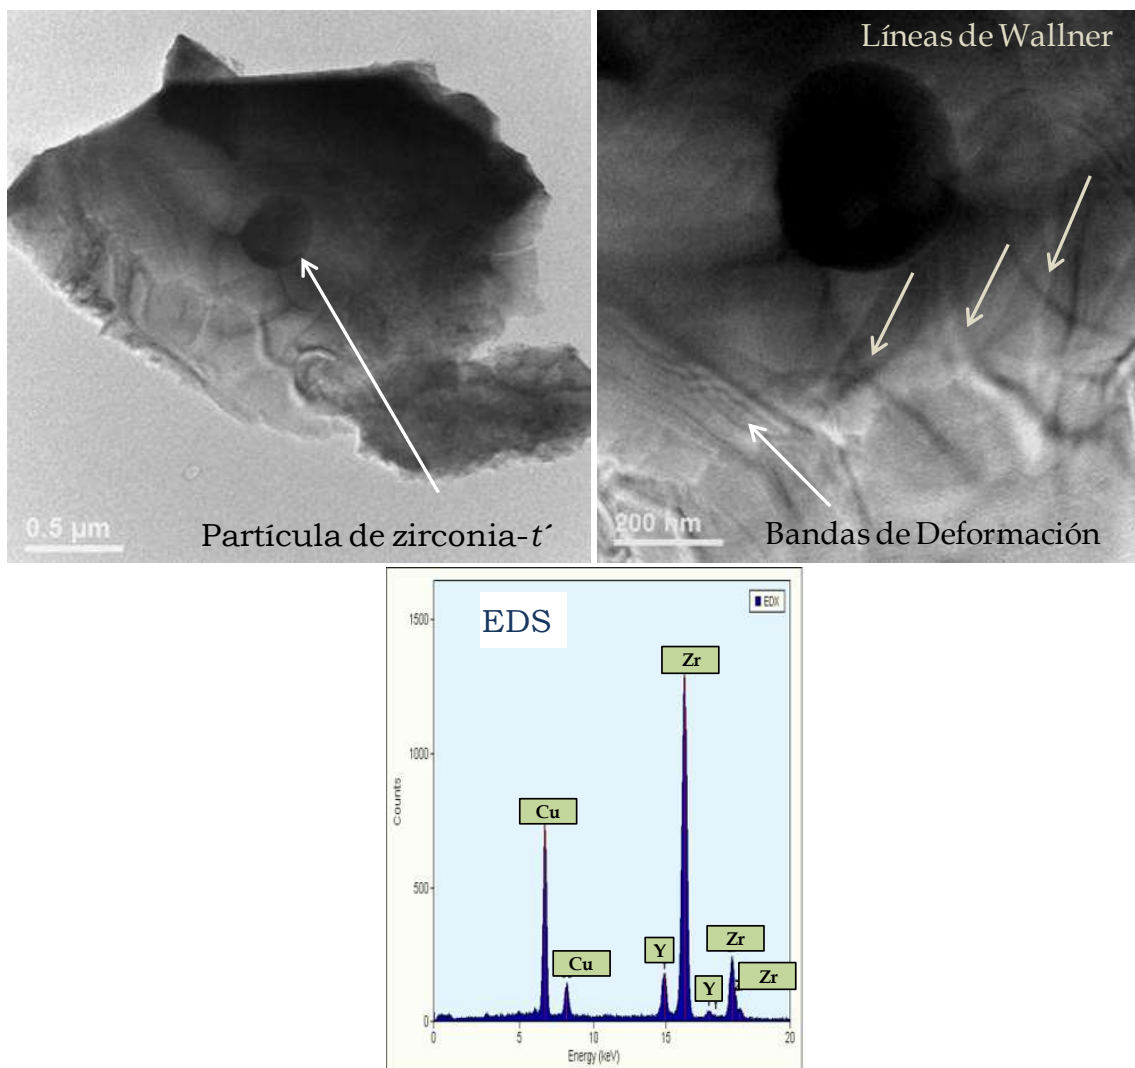 Líneas de Wallner
0.5 µm
Partícula de zirconia-t´
200 nm
Bandas de Deformación
EDS
EDX
1500
1000
500
0
Counts
Zr
Cu
Cu
Y
Y
Zr
Zr
0 5 10 15 20
Energy (keV)